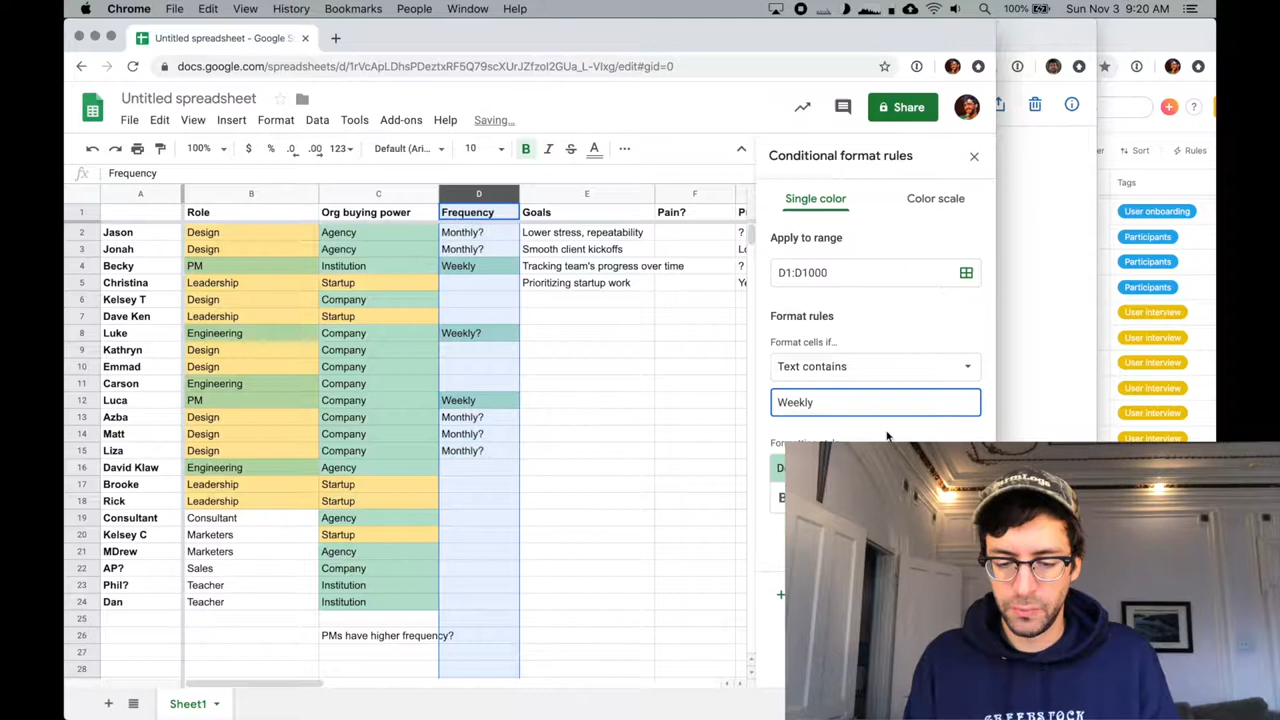 Chrome File Edit View History Bookmarks People Window Help 100% Sun Nov 3 9:20 AM
Untitled spreadsheet - Google S
docs.google.com/spreadsheets/d/1rVcApLDhsPDeztxRF5Q79scXUrJZfzoI2GUa_L-VIxg/edit#gid=0
Untitled spreadsheet
File Edit View Insert Format Data Tools Add-ons Help Saving...
Share
100% $ % .0 .00 123 Default (Ari... 10 B I S A
fx Frequency
A B C D E F
1 Role Org buying power Frequency Goals Pain?
2 Jason Design Agency Monthly? Lower stress, repeatability ?
3 Jonah Design Agency Monthly? Smooth client kickoffs
4 Becky PM Institution Weekly Tracking team's progress over time ?
5 Christina Leadership Startup Prioritizing startup work
6 Kelsey T Design Company
7 Dave Ken Leadership Startup
8 Luke Engineering Company Weekly?
9 Kathryn Design Company
10 Emmad Design Company
11 Carson Engineering Company
12 Luca PM Company Weekly
13 Azba Design Company Monthly?
14 Matt Design Company Monthly?
15 Liza Design Company Monthly?
16 David Klaw Engineering Agency
17 Brooke Leadership Startup
18 Rick Leadership Startup
19 Consultant Consultant Agency
20 Kelsey C Marketers Startup
21 MDrew Marketers Agency
22 AP? Sales Company
23 Phil? Teacher Institution
24 Dan Teacher Institution
25
26 PMs have higher frequency?
27
28
Sheet1
Conditional format rules
Single color Color scale
Apply to range
D1:D1000
Format rules
Format cells if...
Text contains
Weekly
Sort Rules
Tags
User onboarding
Participants
Participants
Participants
User interview
User interview
User interview
User interview
User interview
User interview